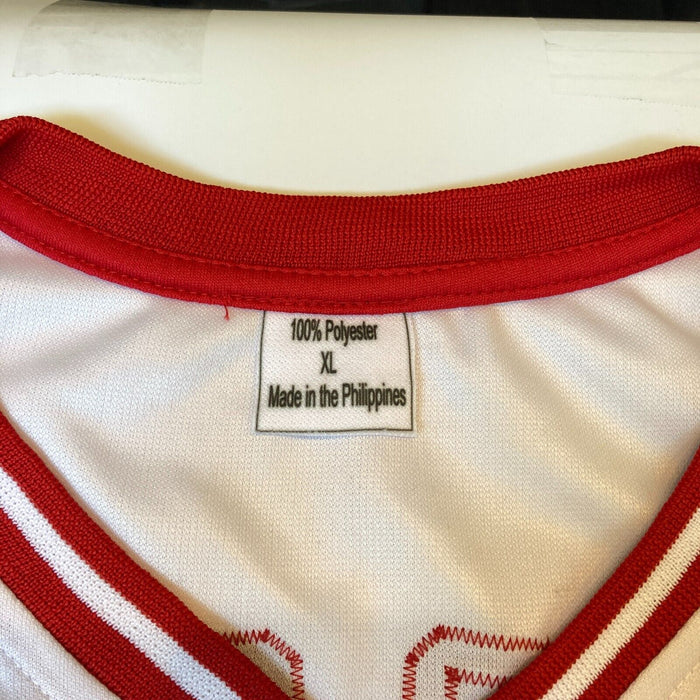 100% Polyester
XL
Made in the Philippines